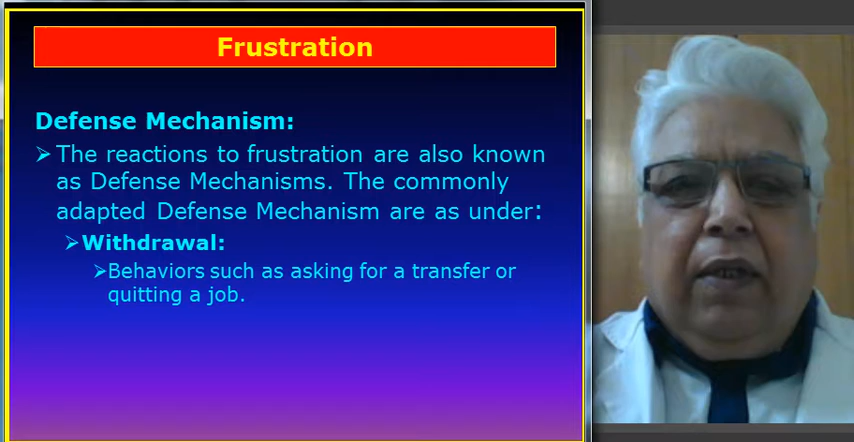 Frustration
Defense Mechanism:
➢ The reactions to frustration are also known
as Defense Mechanisms. The commonly
adapted Defense Mechanism are as under:
➢ Withdrawal:
➢ Behaviors such as asking for a transfer or
quitting a job.